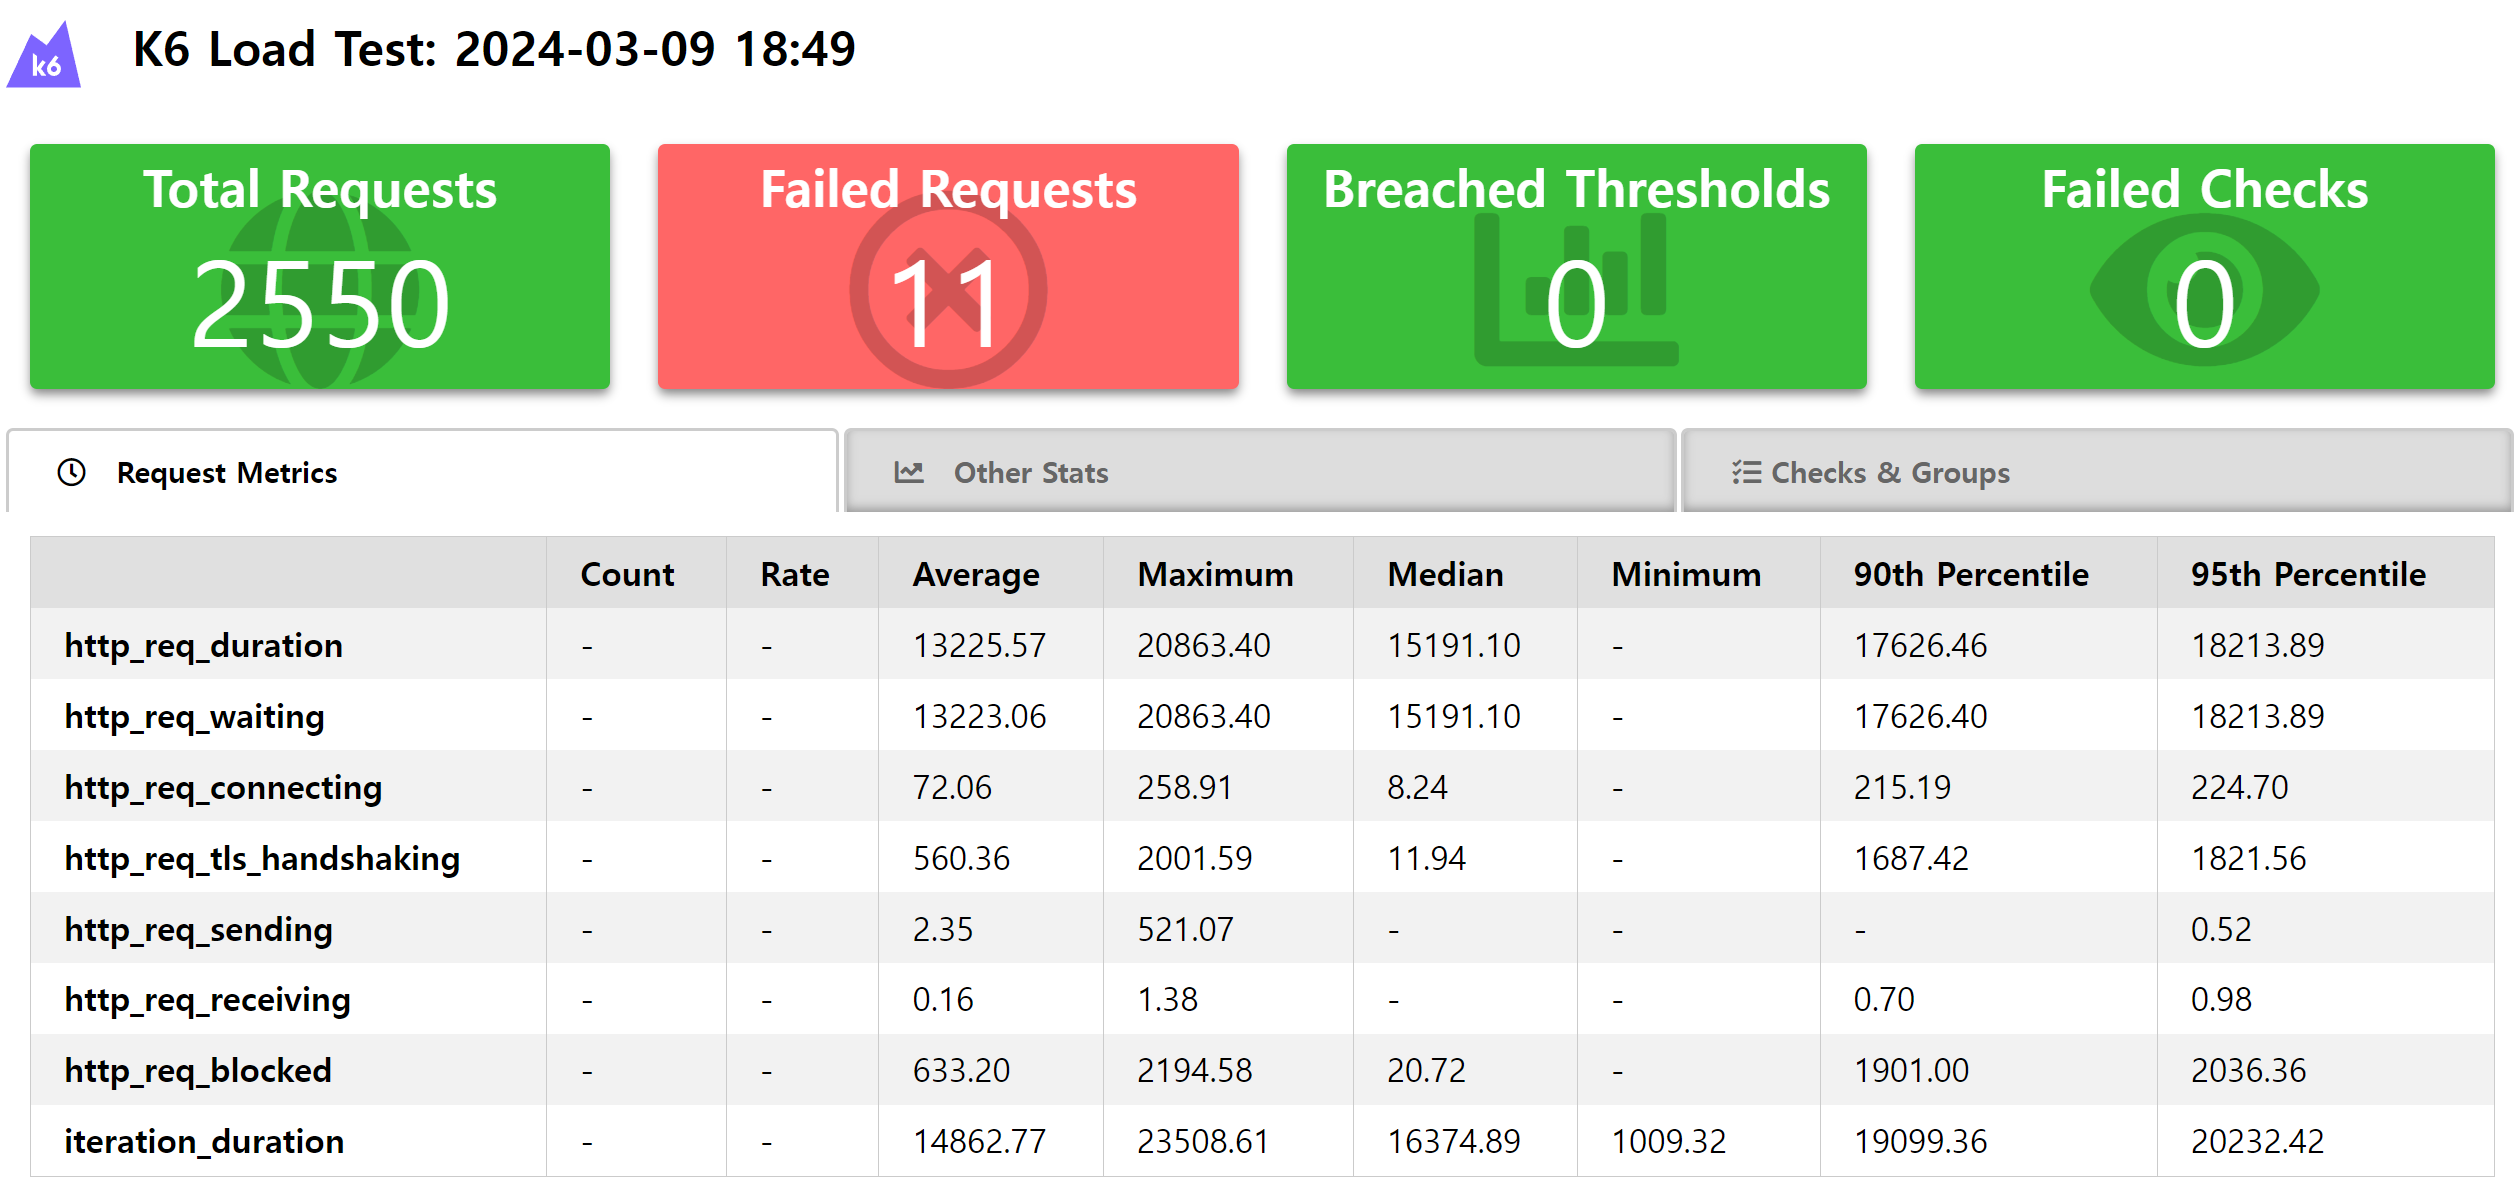 k6
K6 Load Test: 2024-03-09 18:49
Total Requests
2550
Failed Requests
11
Breached Thresholds
0
Failed Checks
0
Request Metrics
Other Stats
Checks & Groups
Count Rate Average Maximum Median Minimum 90th Percentile 95th Percentile
http_req_duration - - 13225.57 20863.40 15191.10 - 17626.46 18213.89
http_req_waiting - - 13223.06 20863.40 15191.10 - 17626.40 18213.89
http_req_connecting - - 72.06 258.91 8.24 - 215.19 224.70
http_req_tls_handshaking - - 560.36 2001.59 11.94 - 1687.42 1821.56
http_req_sending - - 2.35 521.07 - - - 0.52
http_req_receiving - - 0.16 1.38 - - 0.70 0.98
http_req_blocked - - 633.20 2194.58 20.72 - 1901.00 2036.36
iteration_duration - - 14862.77 23508.61 16374.89 1009.32 19099.36 20232.42